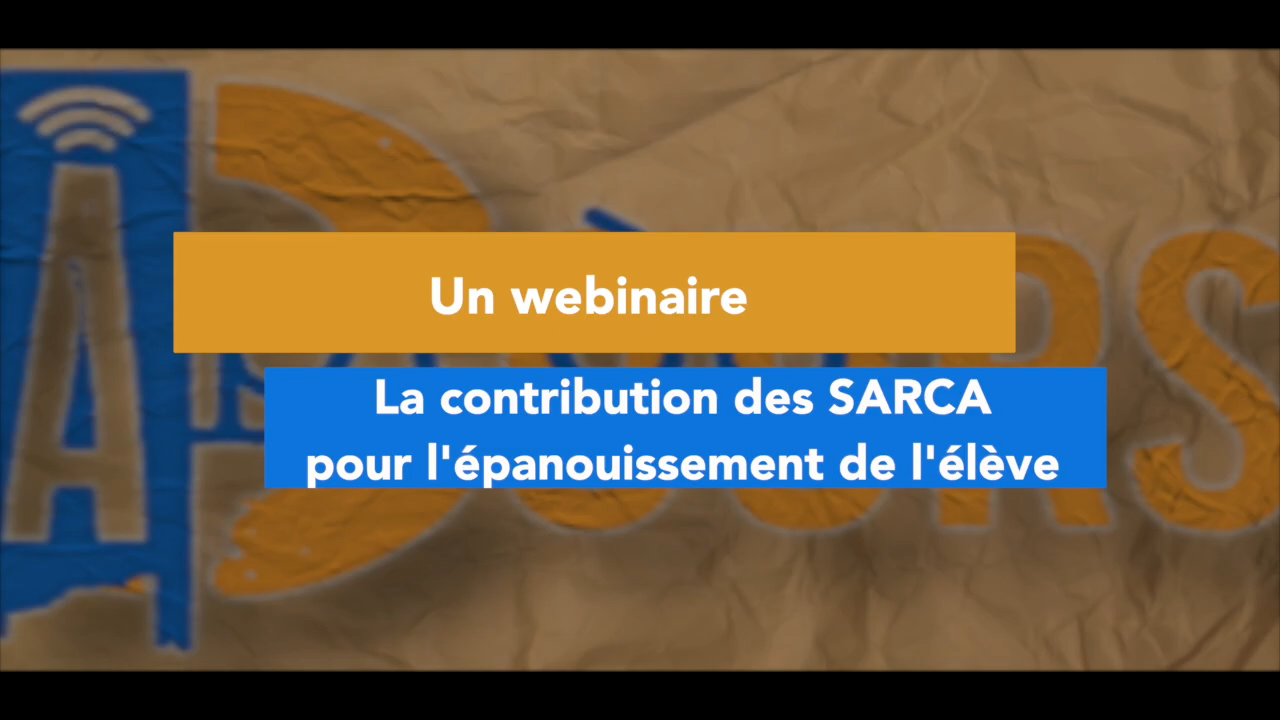 Un webinaire
La contribution des SARCA
pour l'épanouissement de l'élève